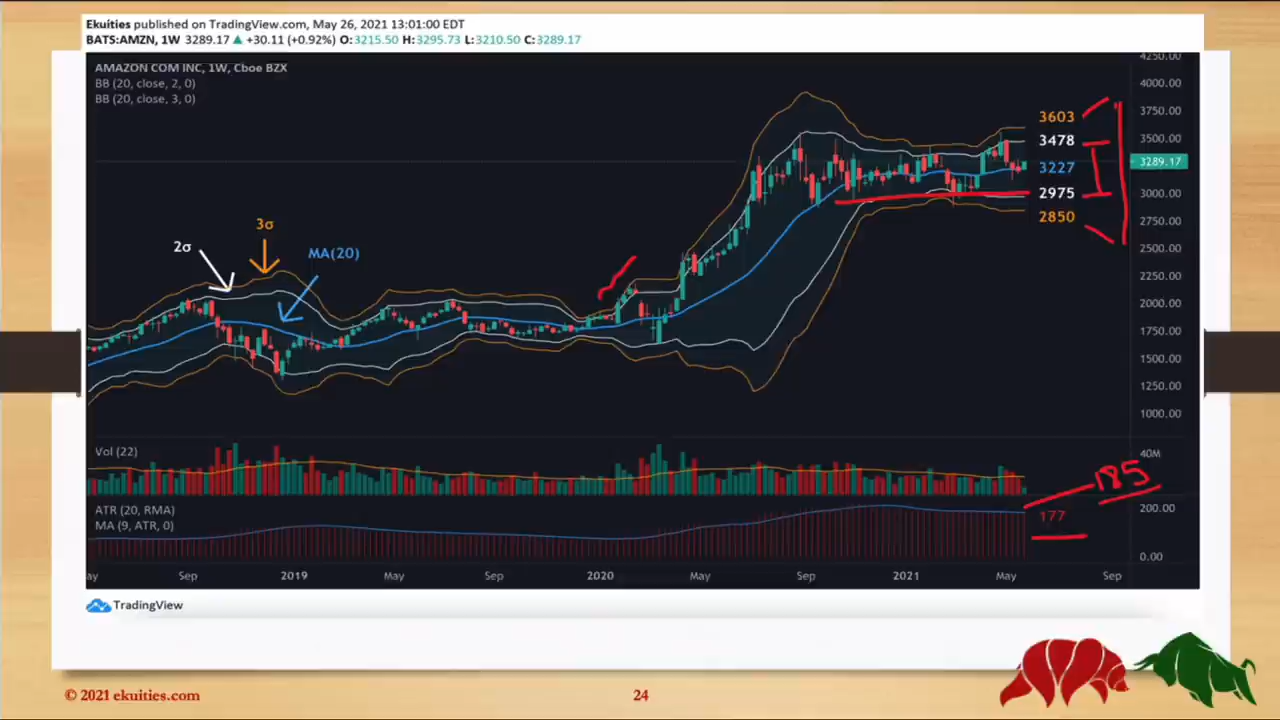 Ekuities published on TradingView.com, May 26, 2021 13:01:00 EDT
BATS:AMZN, 1W 3289.17 ▲ +30.11 (+0.92%) O:3215.50 H:3295.73 L:3210.50 C:3289.17
AMAZON COM INC, 1W, Cboe BZX
BB (20, close, 2, 0)
BB (20, close, 3, 0)
4250.00
4000.00
3750.00
3500.00
3289.17
3000.00
2750.00
2500.00
2250.00
2000.00
1750.00
1500.00
1250.00
1000.00
3603
3478
3227
2975
2850
2σ
3σ
MA(20)
Vol (22)
40M
185
ATR (20, RMA)
MA (9, ATR, 0)
177
200.00
0.00
ay Sep 2019 May Sep 2020 May Sep 2021 May Sep
TradingView
© 2021 ekuities.com
24